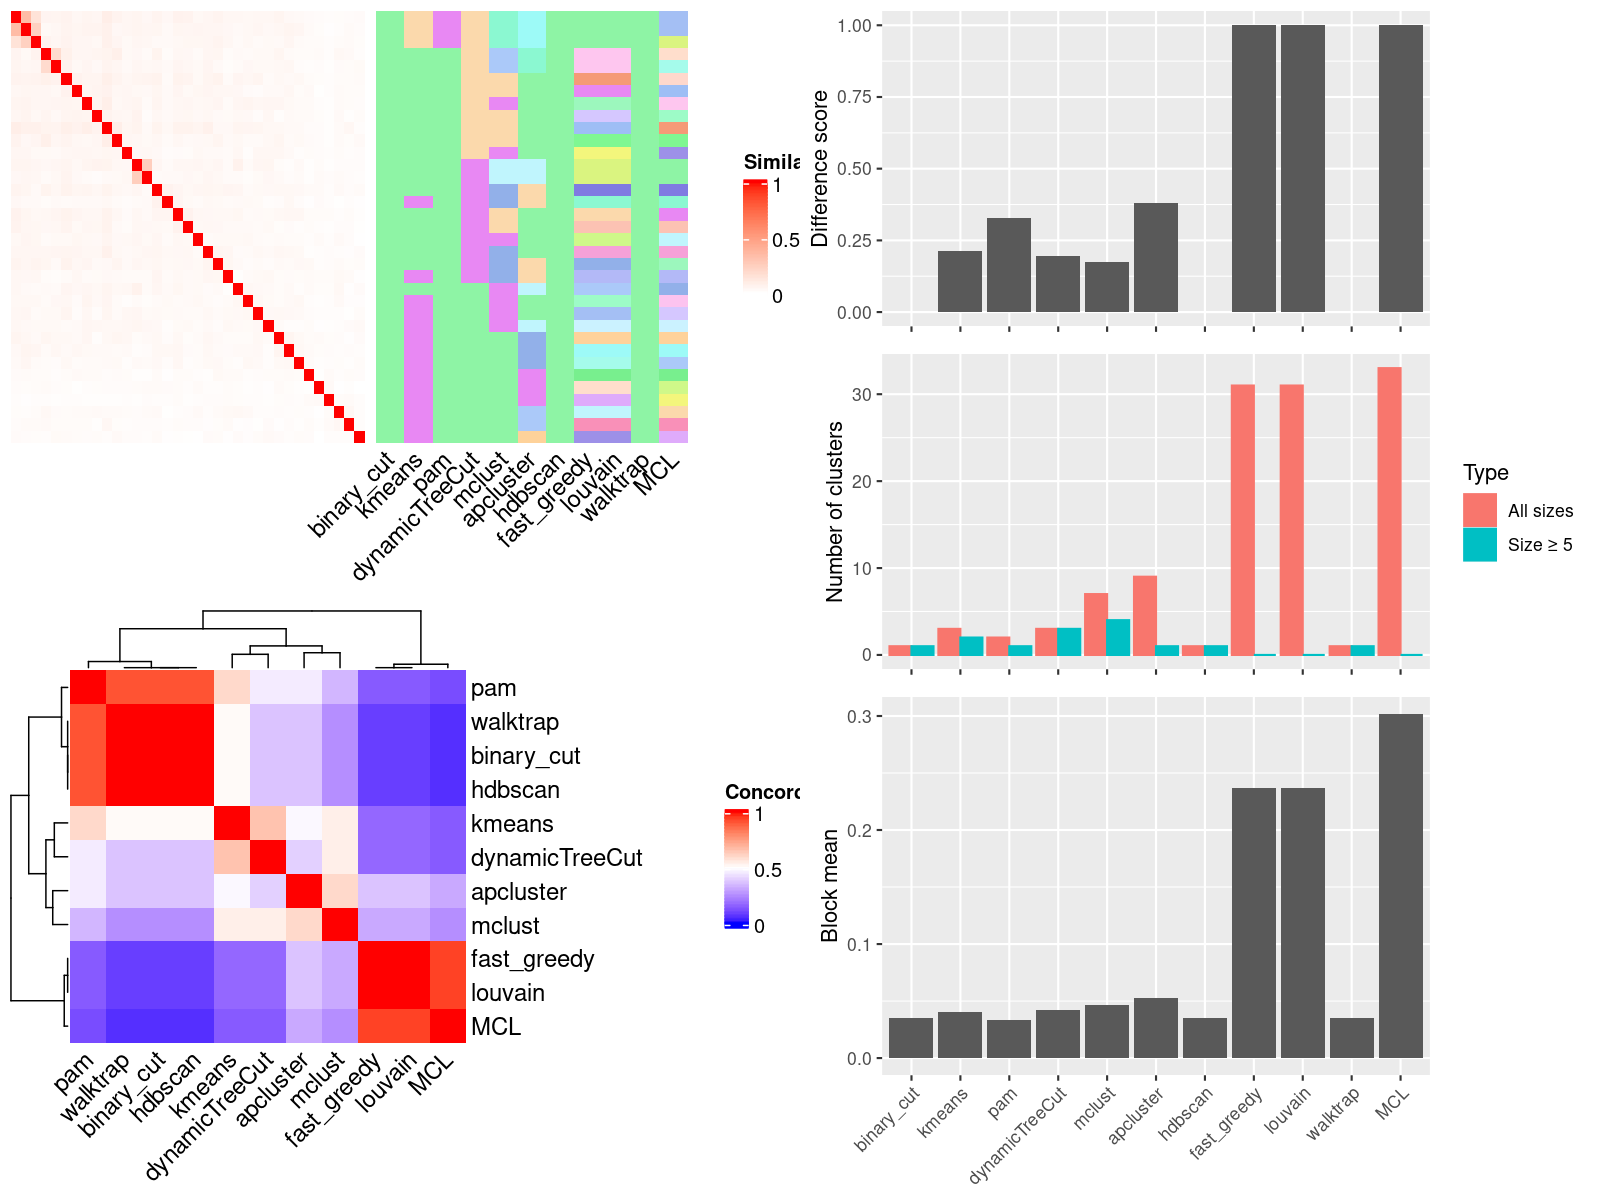 Simila
1
0.5
0
binary_cut
kmeans
pam
dynamicTreeCut
mclust
apcluster
hdbscan
fast_greedy
louvain
walktrap
MCL
pam
walktrap
binary_cut
hdbscan
kmeans
dynamicTreeCut
apcluster
mclust
fast_greedy
louvain
MCL
pam
walktrap
binary_cut
hdbscan
kmeans
dynamicTreeCut
apcluster
mclust
fast_greedy
louvain
MCL
Concord
1
0.5
0
Difference score
1.00
0.75
0.50
0.25
0.00
Number of clusters
30
20
10
0
Type
All sizes
Size ≥ 5
Block mean
0.3
0.2
0.1
0.0
binary_cut
kmeans
pam
dynamicTreeCut
mclust
apcluster
hdbscan
fast_greedy
louvain
walktrap
MCL